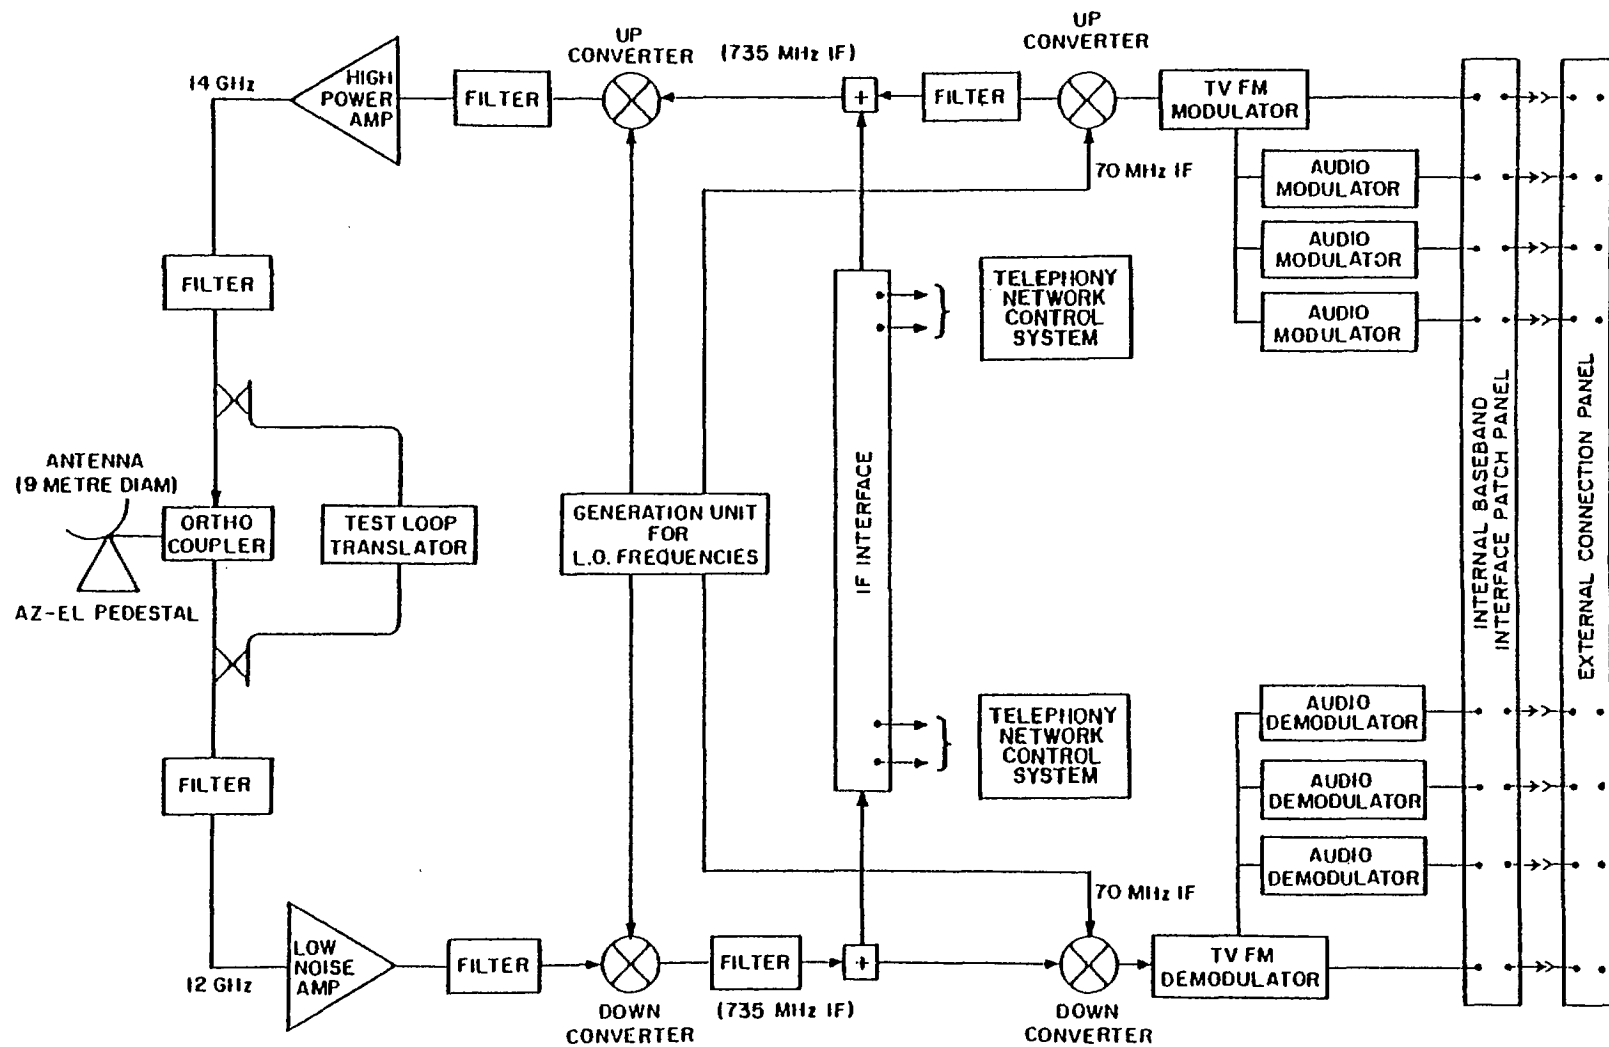 UP
CONVERTER
(735 MHz IF)
UP
CONVERTER
14 GHz
HIGH
POWER
AMP
FILTER
+
FILTER
TV FM
MODULATOR
70 MHz IF
AUDIO
MODULATOR
AUDIO
MODULATOR
AUDIO
MODULATOR
FILTER
TELEPHONY
NETWORK
CONTROL
SYSTEM
ANTENNA
(9 METRE DIAM)
ORTHO
COUPLER
TEST LOOP
TRANSLATOR
GENERATION UNIT
FOR
L.O. FREQUENCIES
IF INTERFACE
INTERNAL BASEBAND
INTERFACE PATCH PANEL
EXTERNAL CONNECTION PANEL
AZ-EL PEDESTAL
FILTER
TELEPHONY
NETWORK
CONTROL
SYSTEM
AUDIO
DEMODULATOR
AUDIO
DEMODULATOR
AUDIO
DEMODULATOR
70 MHz IF
12 GHz
LOW
NOISE
AMP
FILTER
DOWN
CONVERTER
FILTER
(735 MHz IF)
+
DOWN
CONVERTER
TV FM
DEMODULATOR